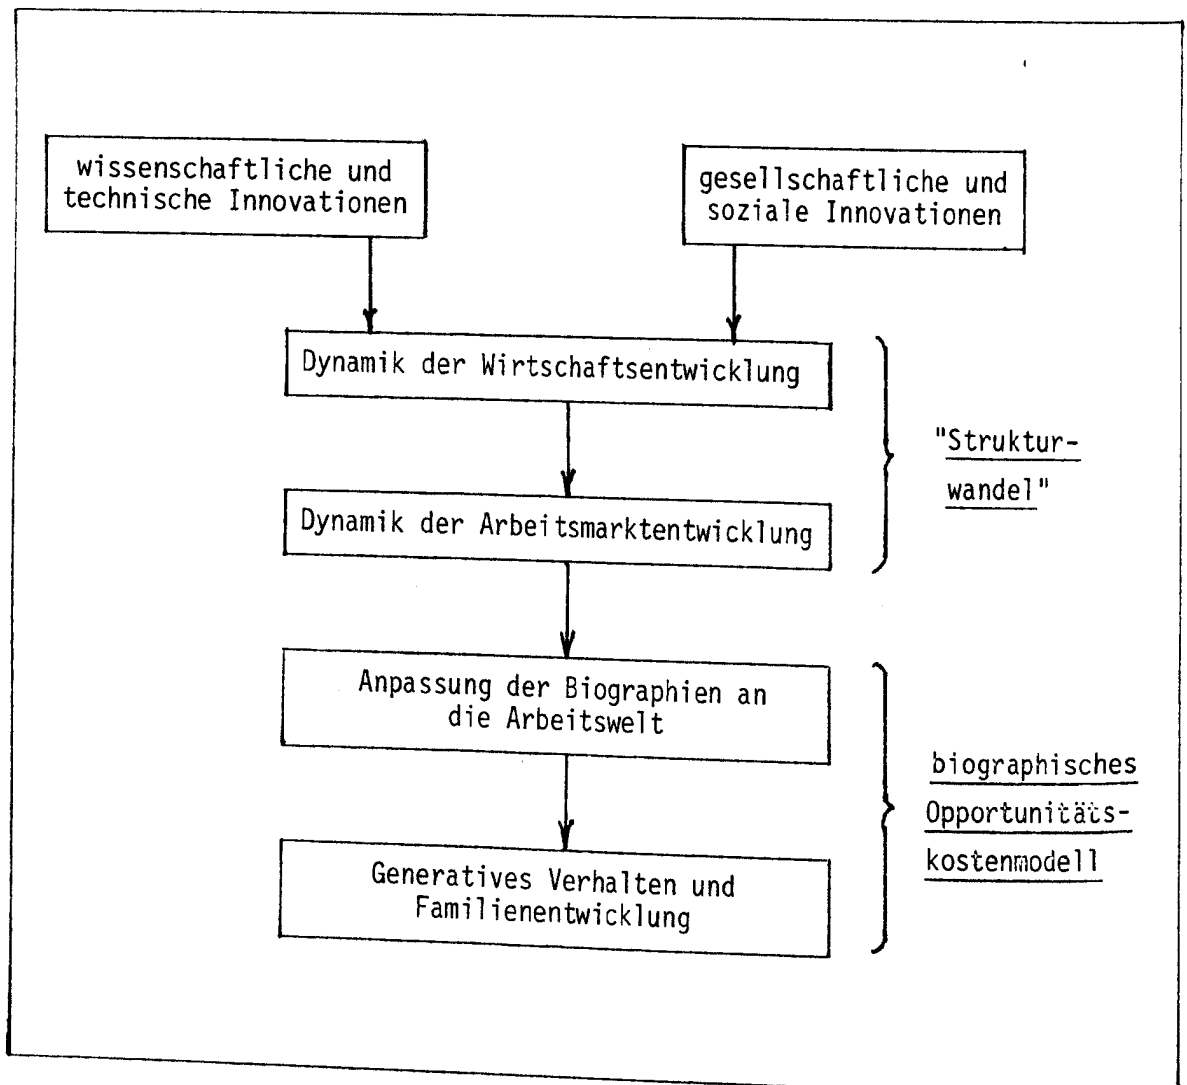 wissenschaftliche und
technische Innovationen
gesellschaftliche und
soziale Innovationen
Dynamik der Wirtschaftsentwicklung
"Struktur-
wandel"
Dynamik der Arbeitsmarktentwicklung
Anpassung der Biographien an
die Arbeitswelt
biographisches
Opportunitäts-
kostenmodell
Generatives Verhalten und
Familienentwicklung